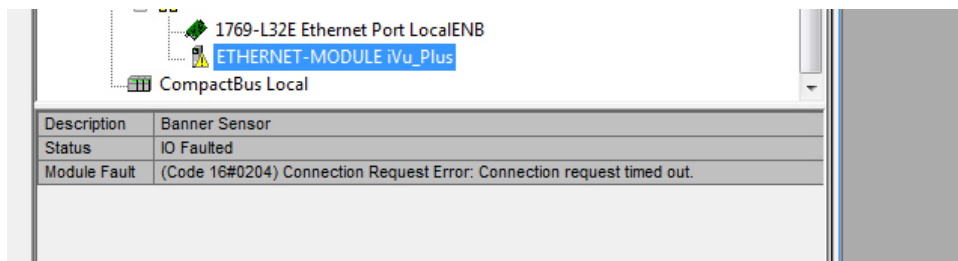 1769-L32E Ethernet Port LocalENB
ETHERNET-MODULE iVu_Plus
CompactBus Local
Description Banner Sensor
Status IO Faulted
Module Fault (Code 16#0204) Connection Request Error: Connection request timed out.